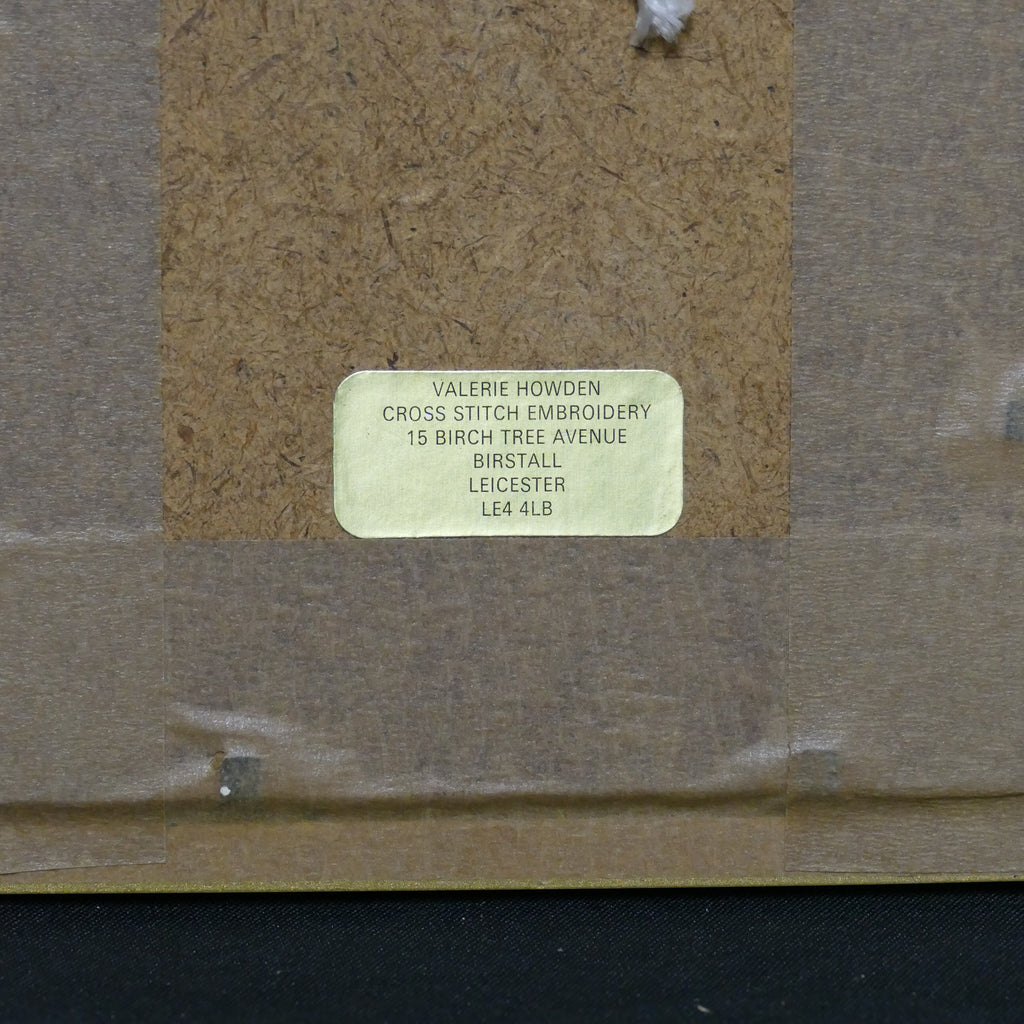 VALERIE HOWDEN
CROSS STITCH EMBROIDERY
15 BIRCH TREE AVENUE
BIRSTALL
LEICESTER
LE4 4LB